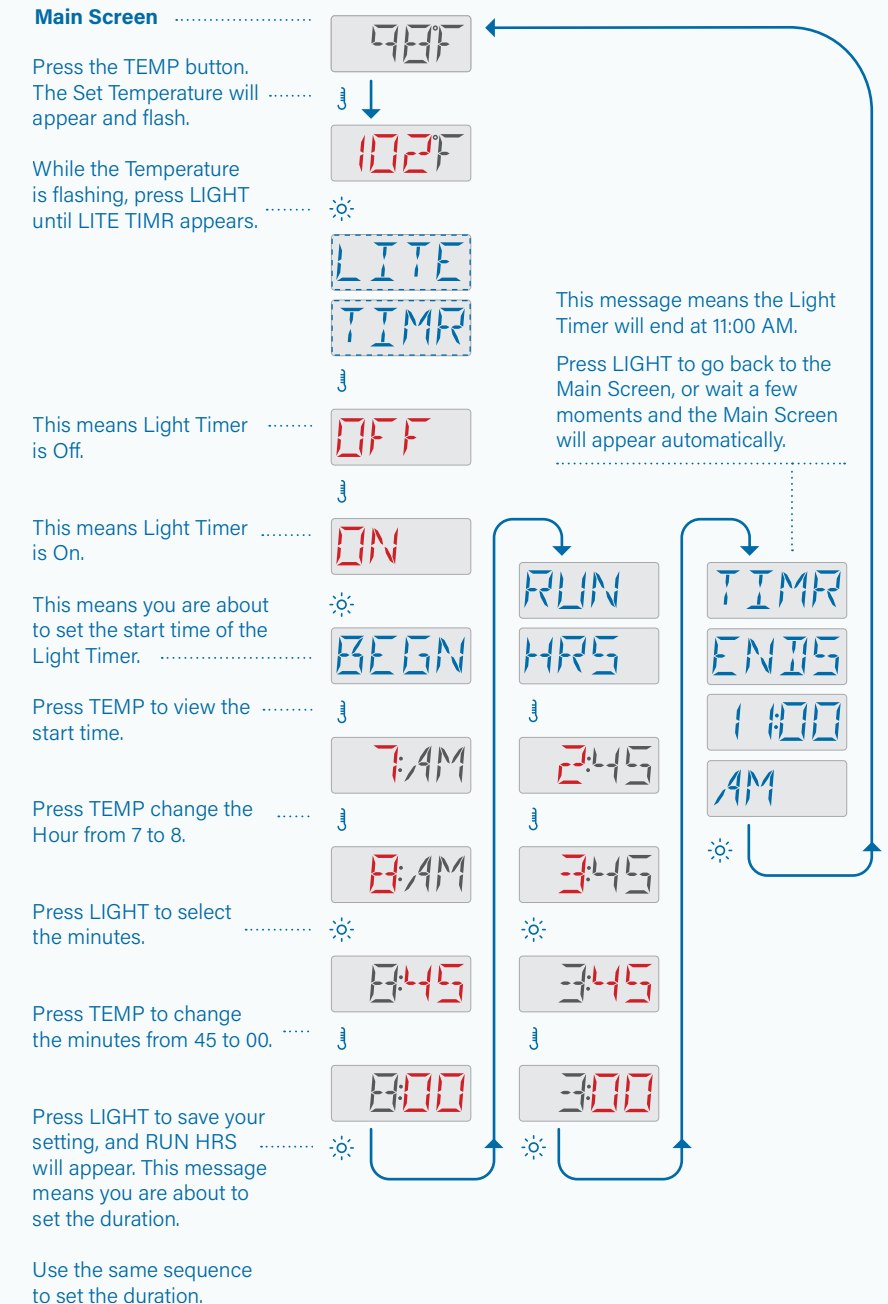 Main Screen
98°F
Press the TEMP button.
The Set Temperature will
appear and flash.
102°F
While the Temperature
is flashing, press LIGHT
until LITE TIMR appears.
LITE
TIMR
This means Light Timer
is Off.
OFF
This means Light Timer
is On.
ON
This means you are about
to set the start time of the
Light Timer.
BEGN
Press TEMP to view the
start time.
7:AM
Press TEMP change the
Hour from 7 to 8.
8:AM
Press LIGHT to select
the minutes.
8:45
Press TEMP to change
the minutes from 45 to 00.
8:00
Press LIGHT to save your
setting, and RUN HRS
will appear. This message
means you are about to
set the duration.
Use the same sequence
to set the duration.
RUN
HRS
2:45
3:45
3:45
3:00
This message means the Light
Timer will end at 11:00 AM.
Press LIGHT to go back to the
Main Screen, or wait a few
moments and the Main Screen
will appear automatically.
TIMR
ENDS
11:00
AM